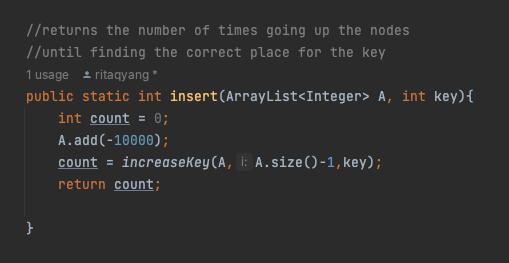 //returns the number of times going up the nodes
//until finding the correct place for the key
1 usage ritaqyang *
public static int insert(ArrayList<Integer> A, int key){
int count = 0;
A.add(-10000);
count = increaseKey(A, i: A.size()-1,key);
return count;
}